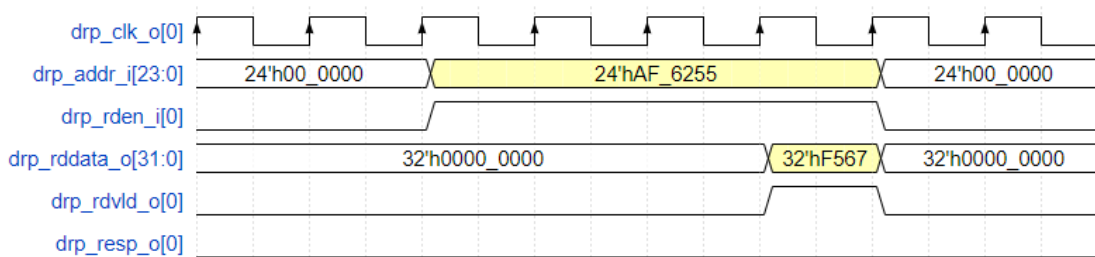 drp_clk_o[0]
drp_addr_i[23:0] 24'h00_0000 24'hAF_6255 24'h00_0000
drp_rden_i[0]
drp_rddata_o[31:0] 32'h0000_0000 32'hF567 32'h0000_0000
drp_rdvld_o[0]
drp_resp_o[0]